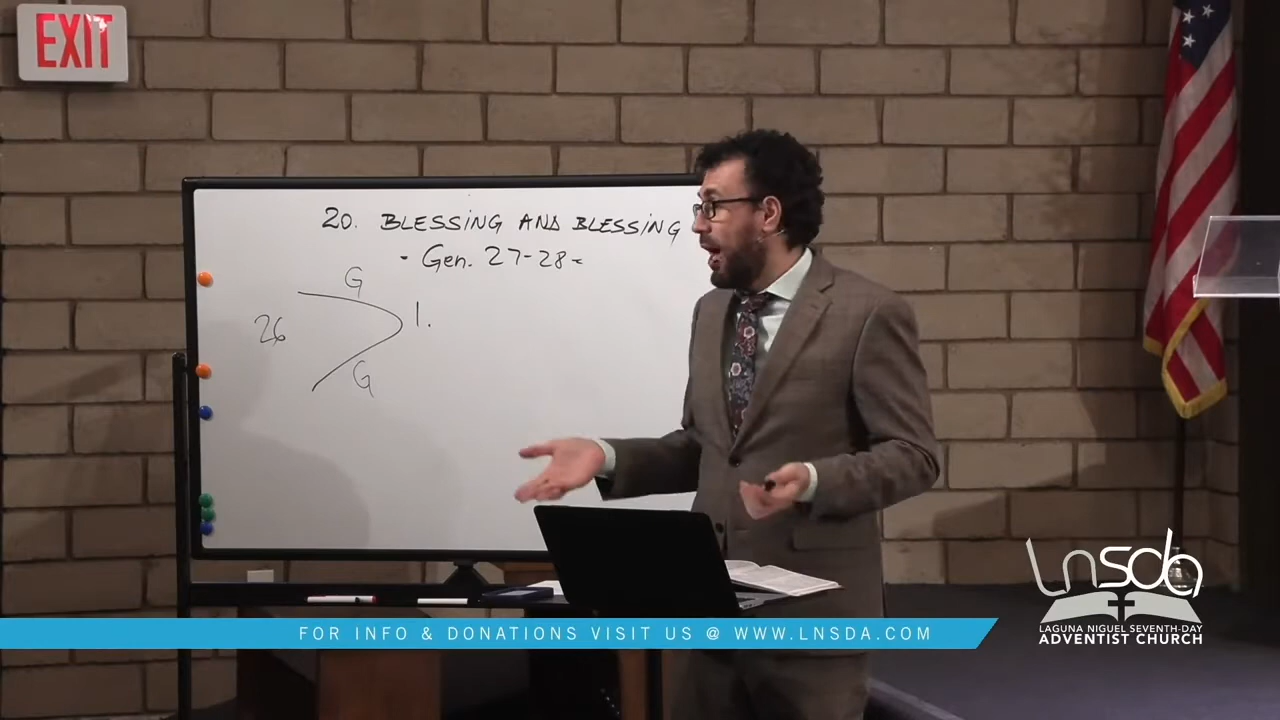 EXIT
20. BLESSING AND BLESSING
- Gen. 27-28-
G
26
1.
G
Lnsda
LAGUNA NIGUEL SEVENTH-DAY
ADVENTIST CHURCH
FOR INFO & DONATIONS VISIT US @ WWW.LNSDA.COM